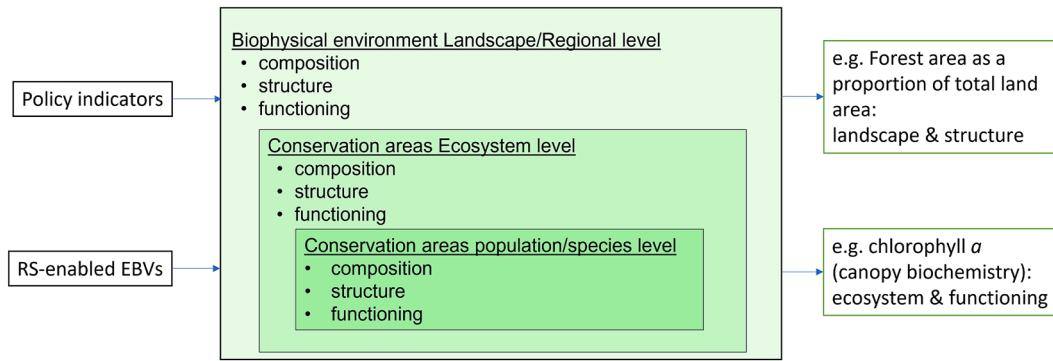 Policy indicators
RS-enabled EBVs
Biophysical environment Landscape/Regional level
• composition
• structure
• functioning
Conservation areas Ecosystem level
• composition
• structure
• functioning
Conservation areas population/species level
• composition
• structure
• functioning
e.g. Forest area as a
proportion of total land
area:
landscape & structure
e.g. chlorophyll a
(canopy biochemistry):
ecosystem & functioning